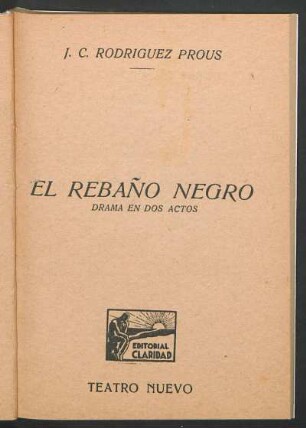 J. C. RODRIGUEZ PROUS
EL REBAÑO NEGRO
DRAMA EN DOS ACTOS
EDITORIAL
CLARIDAD
TEATRO NUEVO